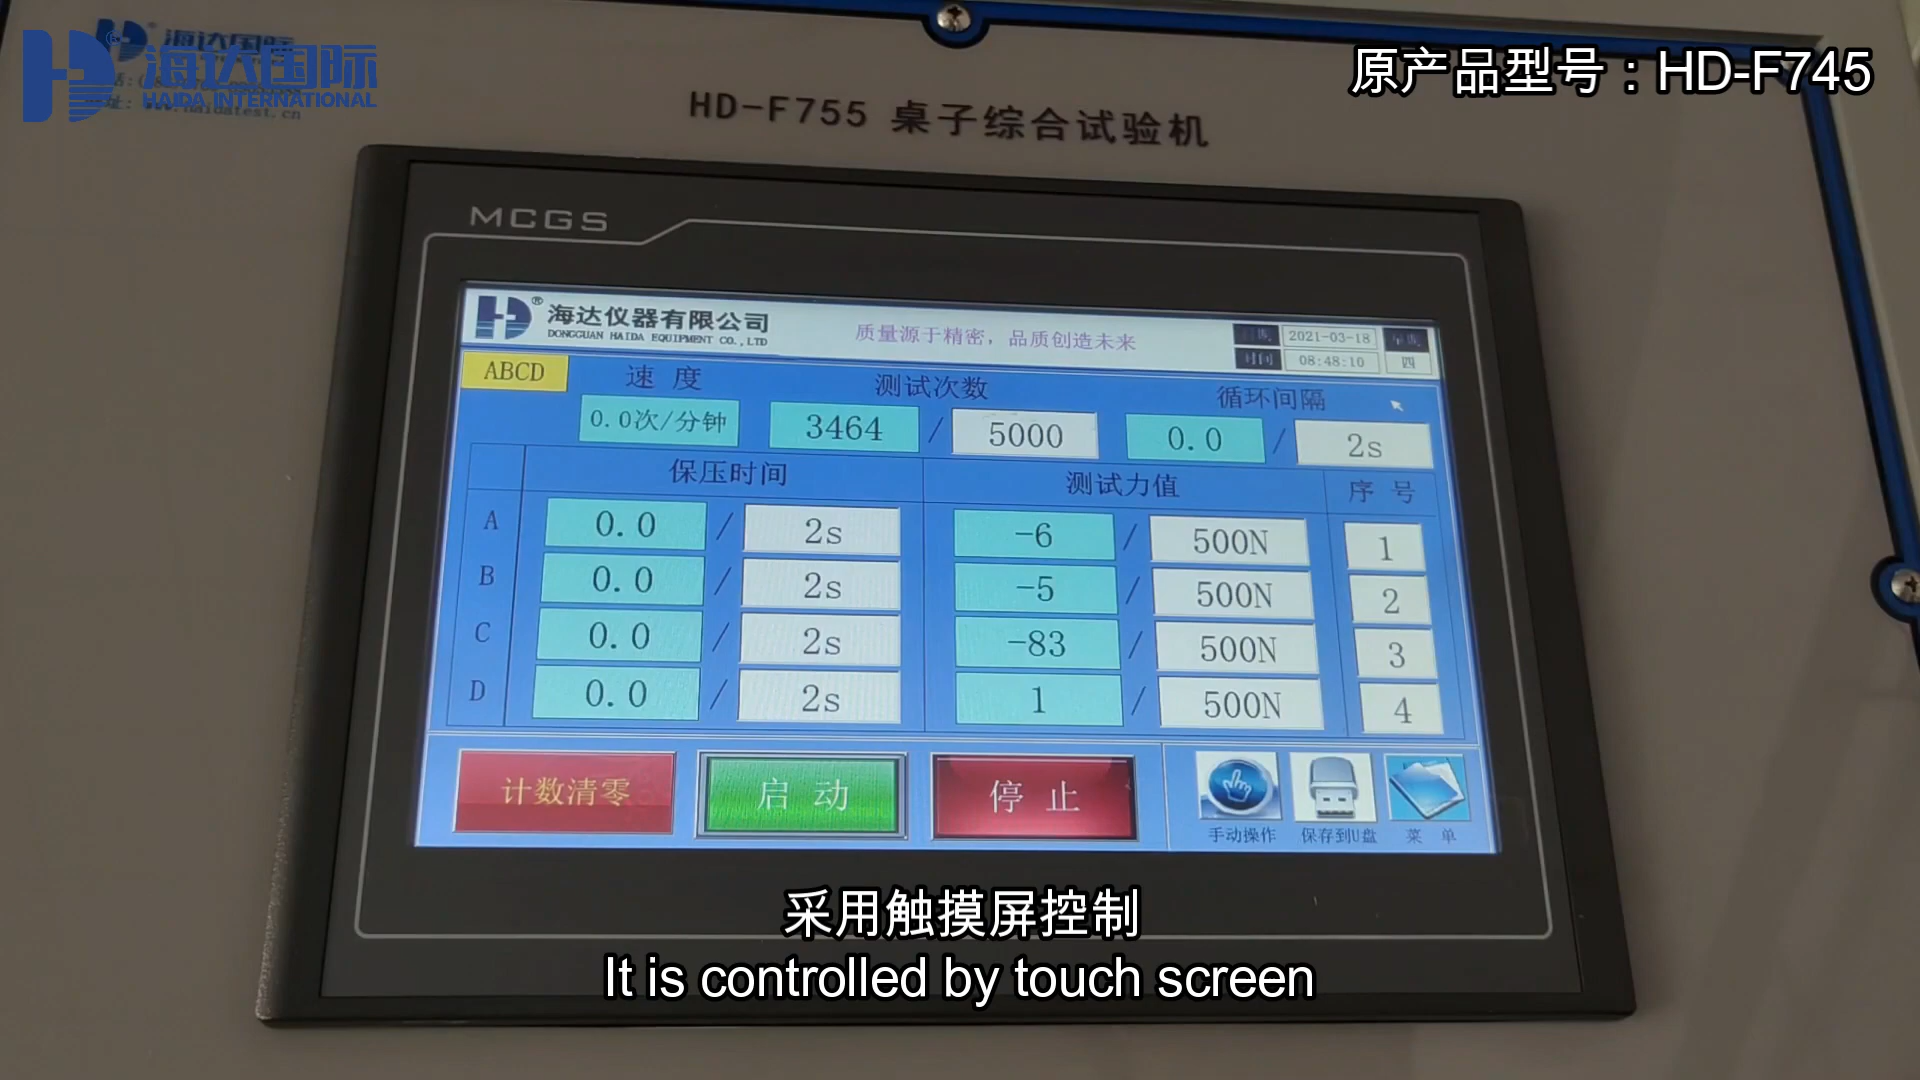 海达国际
HAIDA INTERNATIONAL
原产品型号：HD-F745
HD-F755 桌子综合试验机
MCGS
海达仪器有限公司
DONGGUAN HAIDA EQUIPMENT CO.,LTD
质量源于精密，品质创造未来
2021-03-18
时间 08:48:10 四
ABCD
速 度 测试次数 循环间隔
0.0次/分钟 3464 / 5000 0.0 / 2s
保压时间 测试力值 序 号
A 0.0 / 2s -6 / 500N 1
B 0.0 / 2s -5 / 500N 2
C 0.0 / 2s -83 / 500N 3
D 0.0 / 2s 1 / 500N 4
计数清零 启 动 停 止
手动操作 保存到U盘 菜 单
采用触摸屏控制
It is controlled by touch screen